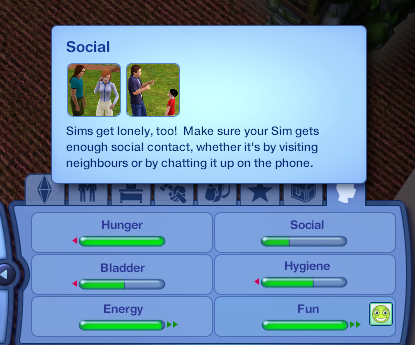 Social
Sims get lonely, too!  Make sure your Sim gets
enough social contact, whether it's by visiting
neighbours or by chatting it up on the phone.
Hunger
Social
Bladder
Hygiene
Energy
Fun